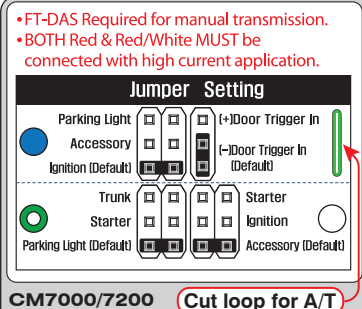 •FT-DAS Required for manual transmission.
•BOTH Red & Red/White MUST be
connected with high current application.
Jumper Setting
Parking Light
(+)Door Trigger In
Accessory
(-)Door Trigger In
(Default)
Ignition (Default)
Trunk
Starter
Starter
Ignition
Parking Light (Default)
Accessory (Default)
CM7000/7200
Cut loop for A/T